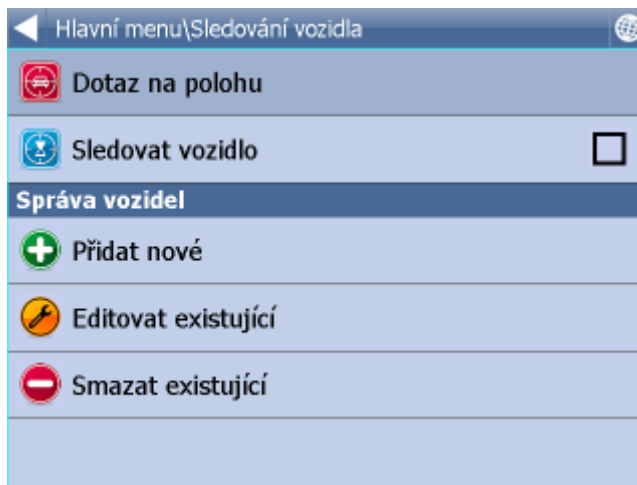 Hlavní menu\Sledování vozidla
Dotaz na polohu
Sledovat vozidlo
Správa vozidel
Přidat nové
Editovat existující
Smazat existující